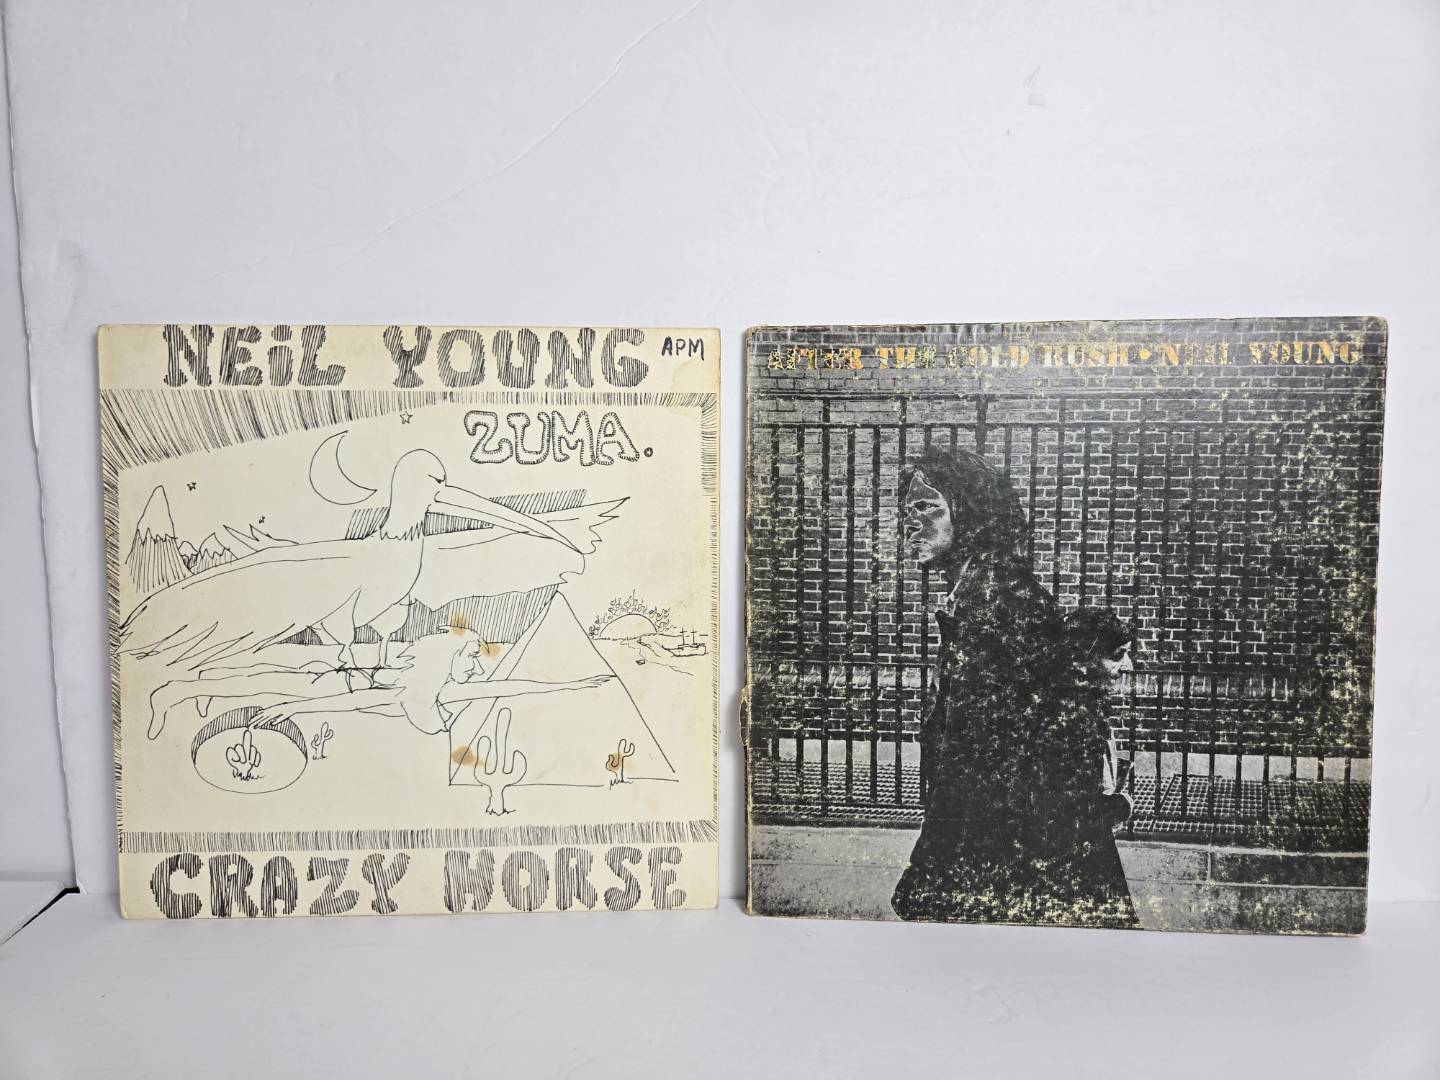 NEiL YOUNG APM
ZUMA.
CRAZY HORSE
AFTER THE GOLD RUSH • NEIL YOUNG